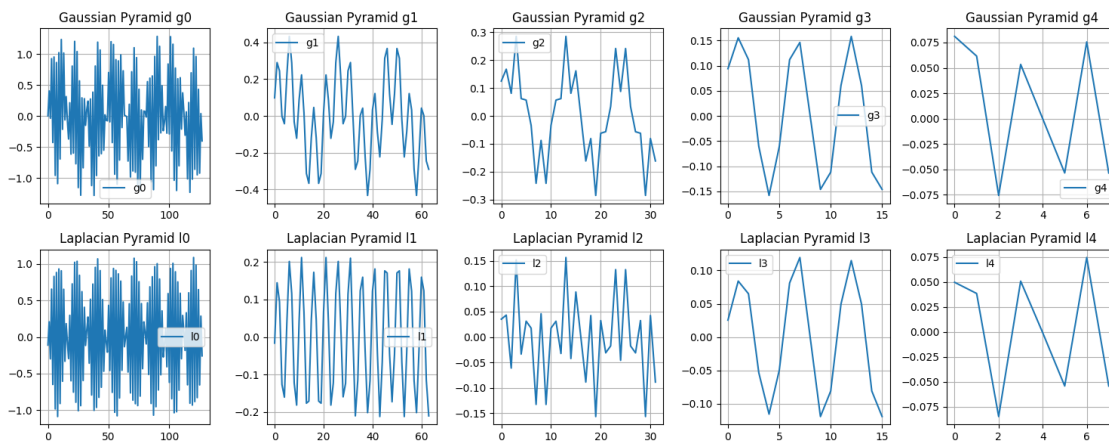 Gaussian Pyramid g0
1.0
0.5
0.0
−0.5
−1.0
0 50 100
g0
Gaussian Pyramid g1
0.4
0.2
0.0
−0.2
−0.4
0 20 40 60
g1
Gaussian Pyramid g2
0.3
0.2
0.1
0.0
−0.1
−0.2
−0.3
0 10 20 30
g2
Gaussian Pyramid g3
0.15
0.10
0.05
0.00
−0.05
−0.10
−0.15
0 5 10 15
g3
Gaussian Pyramid g4
0.075
0.050
0.025
0.000
−0.025
−0.050
−0.075
0 2 4 6
g4
Laplacian Pyramid l0
1.0
0.5
0.0
−0.5
−1.0
0 50 100
l0
Laplacian Pyramid l1
0.2
0.1
0.0
−0.1
−0.2
0 20 40 60
l1
Laplacian Pyramid l2
0.15
0.10
0.05
0.00
−0.05
−0.10
−0.15
0 10 20 30
l2
Laplacian Pyramid l3
0.10
0.05
0.00
−0.05
−0.10
0 5 10 15
l3
Laplacian Pyramid l4
0.075
0.050
0.025
0.000
−0.025
−0.050
−0.075
0 2 4 6
l4